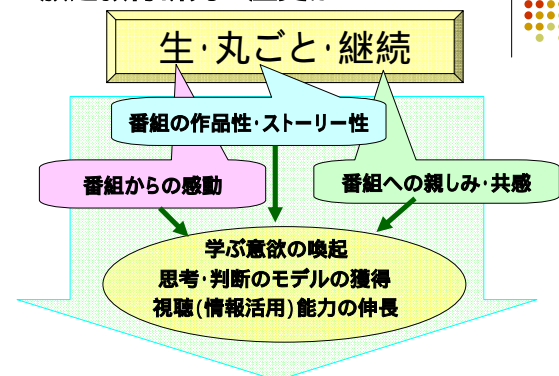 生・丸ごと・継続
番組の作品性・ストーリー性
番組からの感動
番組への親しみ・共感
学ぶ意欲の喚起
思考・判断のモデルの獲得
視聴(情報活用)能力の伸長